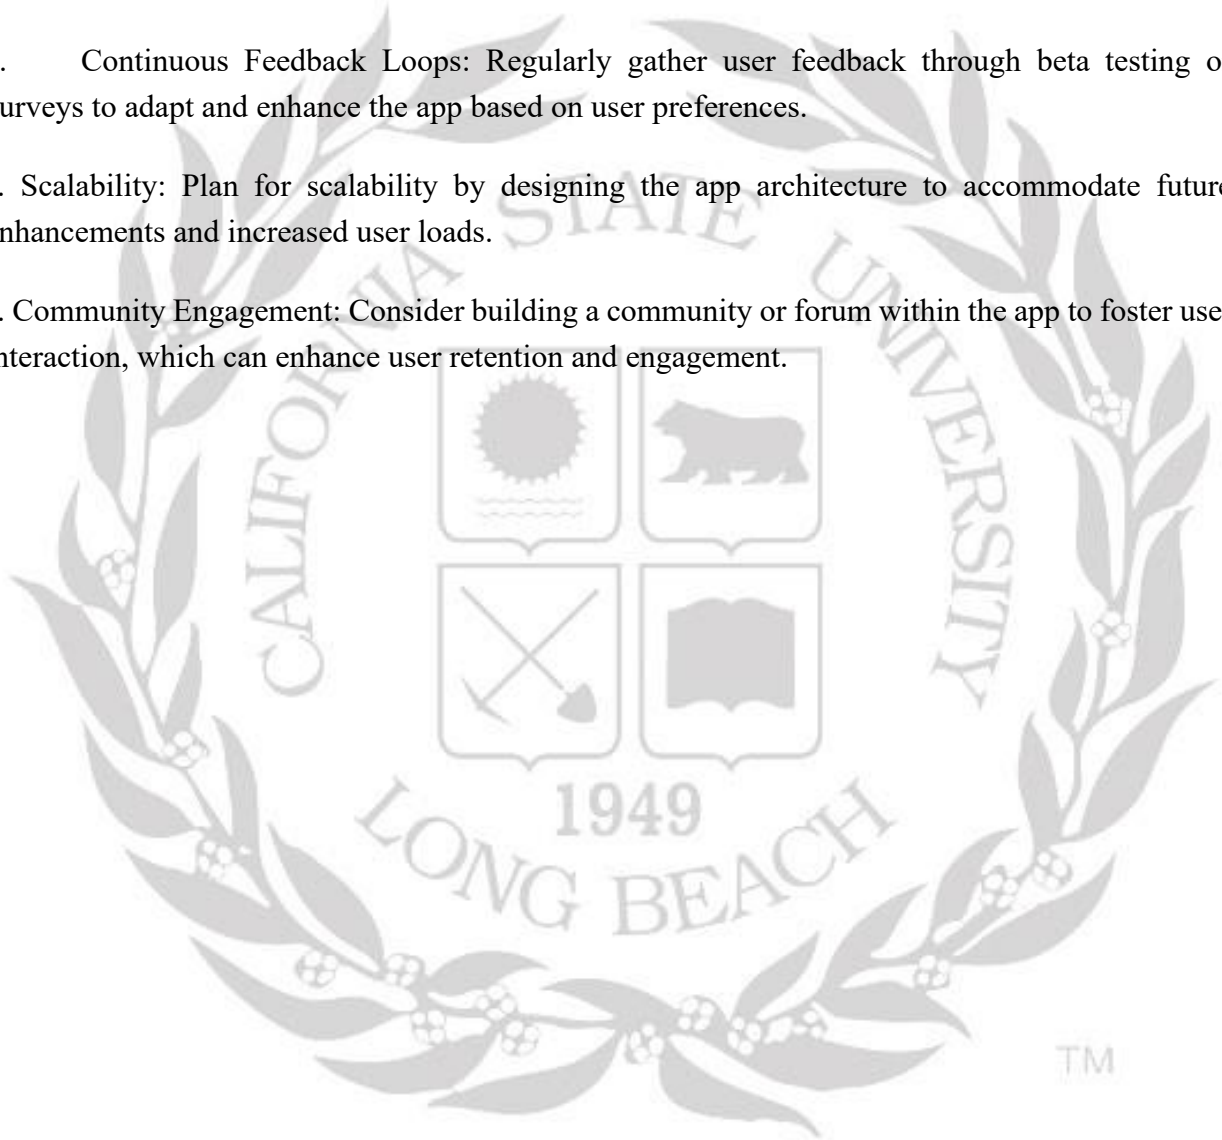 . Continuous Feedback Loops: Regularly gather user feedback through beta testing o
urveys to adapt and enhance the app based on user preferences.
. Scalability: Plan for scalability by designing the app architecture to accommodate future
nhancements and increased user loads.
. Community Engagement: Consider building a community or forum within the app to foster use
nteraction, which can enhance user retention and engagement.
CALIFORNIA STATE UNIVERSITY
1949
LONG BEACH
TM